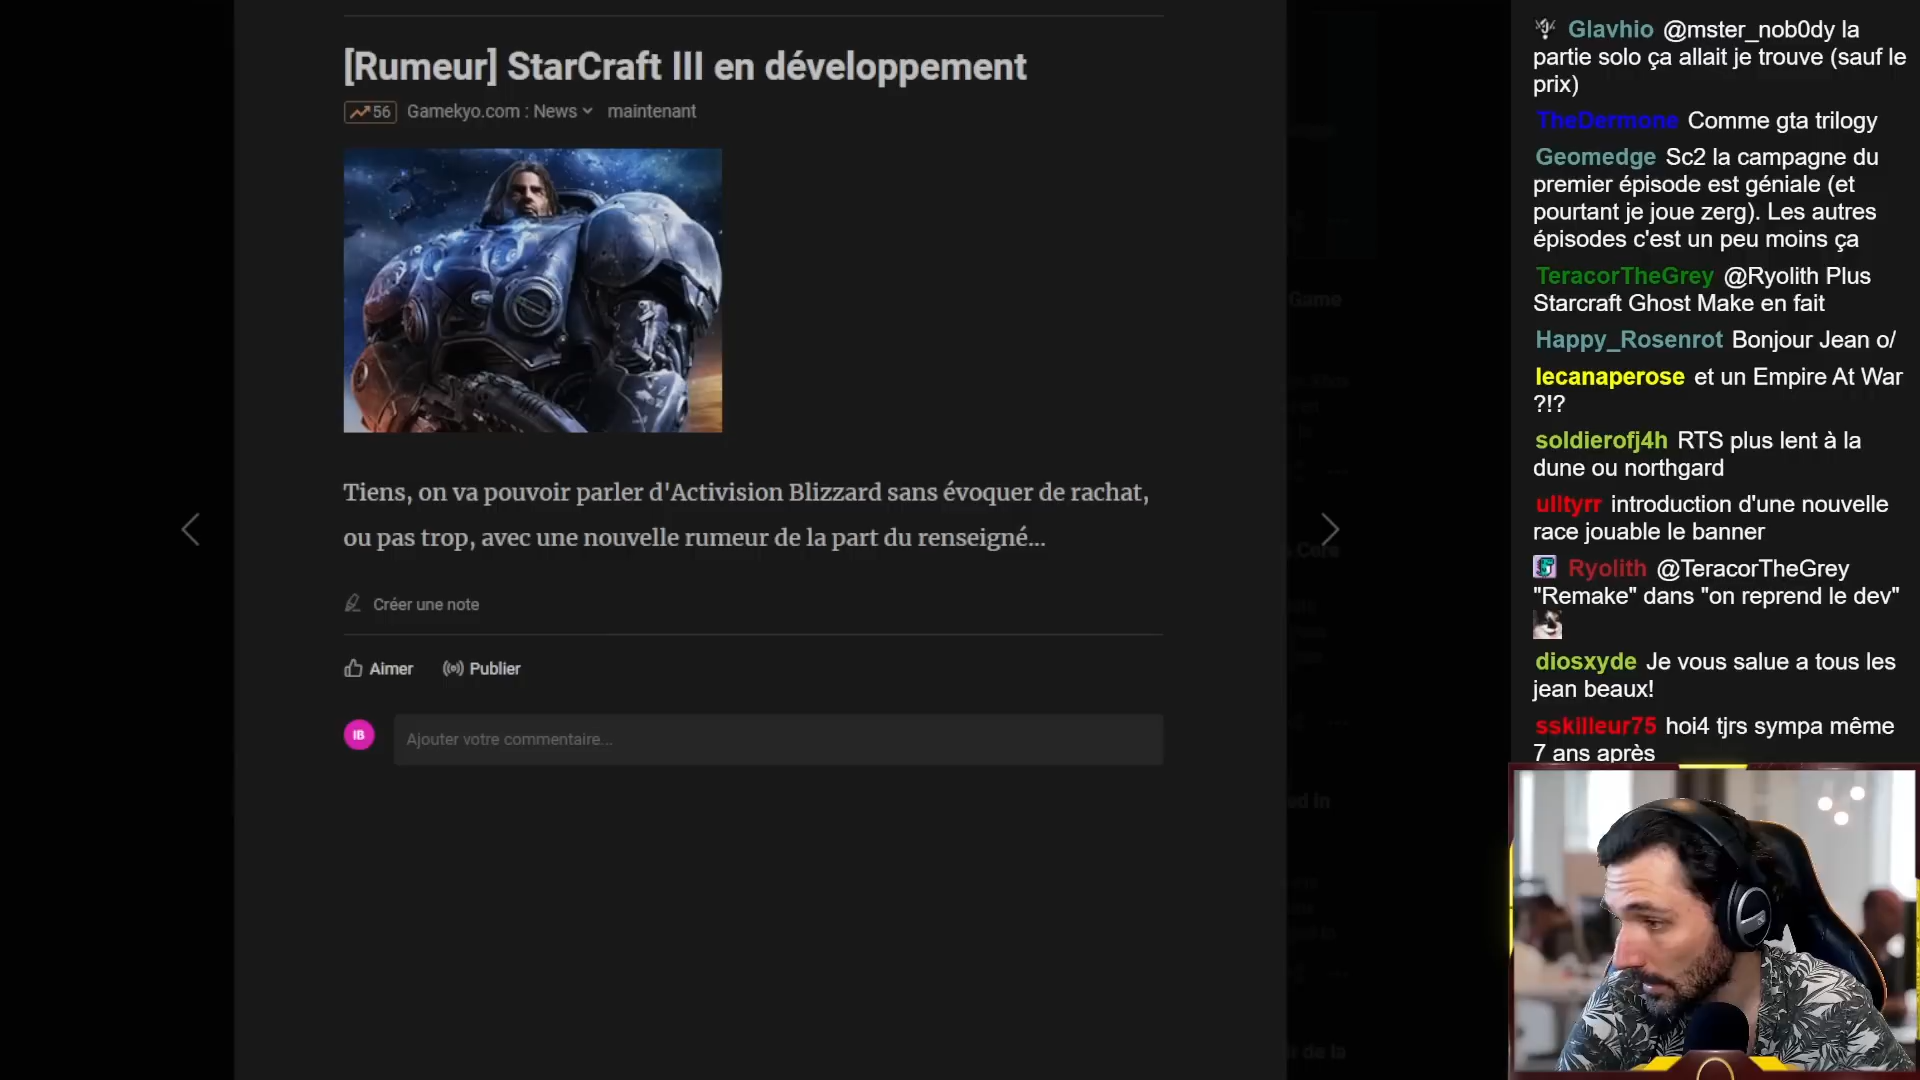 [Rumeur] StarCraft III en développement
56 Gamekyo.com : News maintenant
Tiens, on va pouvoir parler d'Activision Blizzard sans évoquer de rachat,
ou pas trop, avec une nouvelle rumeur de la part du renseigné...
Créer une note
Aimer Publier
IB Ajouter votre commentaire...
Game
Core
ed in
it de la
Glavhio @mster_nob0dy la
partie solo ça allait je trouve (sauf le
prix)
TheDermone Comme gta trilogy
Geomedge Sc2 la campagne du
premier épisode est géniale (et
pourtant je joue zerg). Les autres
épisodes c'est un peu moins ça
TeracorTheGrey @Ryolith Plus
Starcraft Ghost Make en fait
Happy_Rosenrot Bonjour Jean o/
lecanaperose et un Empire At War
?!?
soldierofj4h RTS plus lent à la
dune ou northgard
ulltyrr introduction d'une nouvelle
race jouable le banner
Ryolith @TeracorTheGrey
"Remake" dans "on reprend le dev"
diosxyde Je vous salue a tous les
jean beaux!
sskilleur75 hoi4 tjrs sympa même
7 ans après